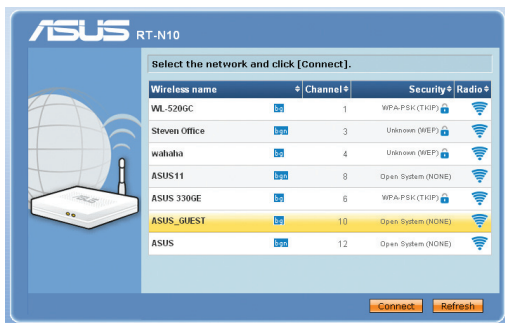 ASUS RT-N10
Select the network and click [Connect].
Wireless name Channel Security Radio
WL-520GC bg 1 WPA-PSK (TKIP)
Steven Office bgn 3 Unknown (WEP)
wahaha bg 4 Unknown (WEP)
ASUS11 bgn 8 Open System (NONE)
ASUS 330GE bg 6 WPA-PSK (TKIP)
ASUS_GUEST bg 10 Open System (NONE)
ASUS bgn 12 Open System (NONE)
Connect Refresh